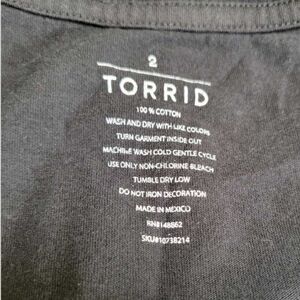 2
TORRID
100% COTTON
WASH AND DRY WITH LIKE COLORS
TURN GARMENT INSIDE OUT
MACHINE WASH COLD GENTLE CYCLE
USE ONLY NON-CHLORINE BLEACH
TUMBLE DRY LOW
DO NOT IRON DECORATION
MADE IN MEXICO
RN#148862
SKU#10738214